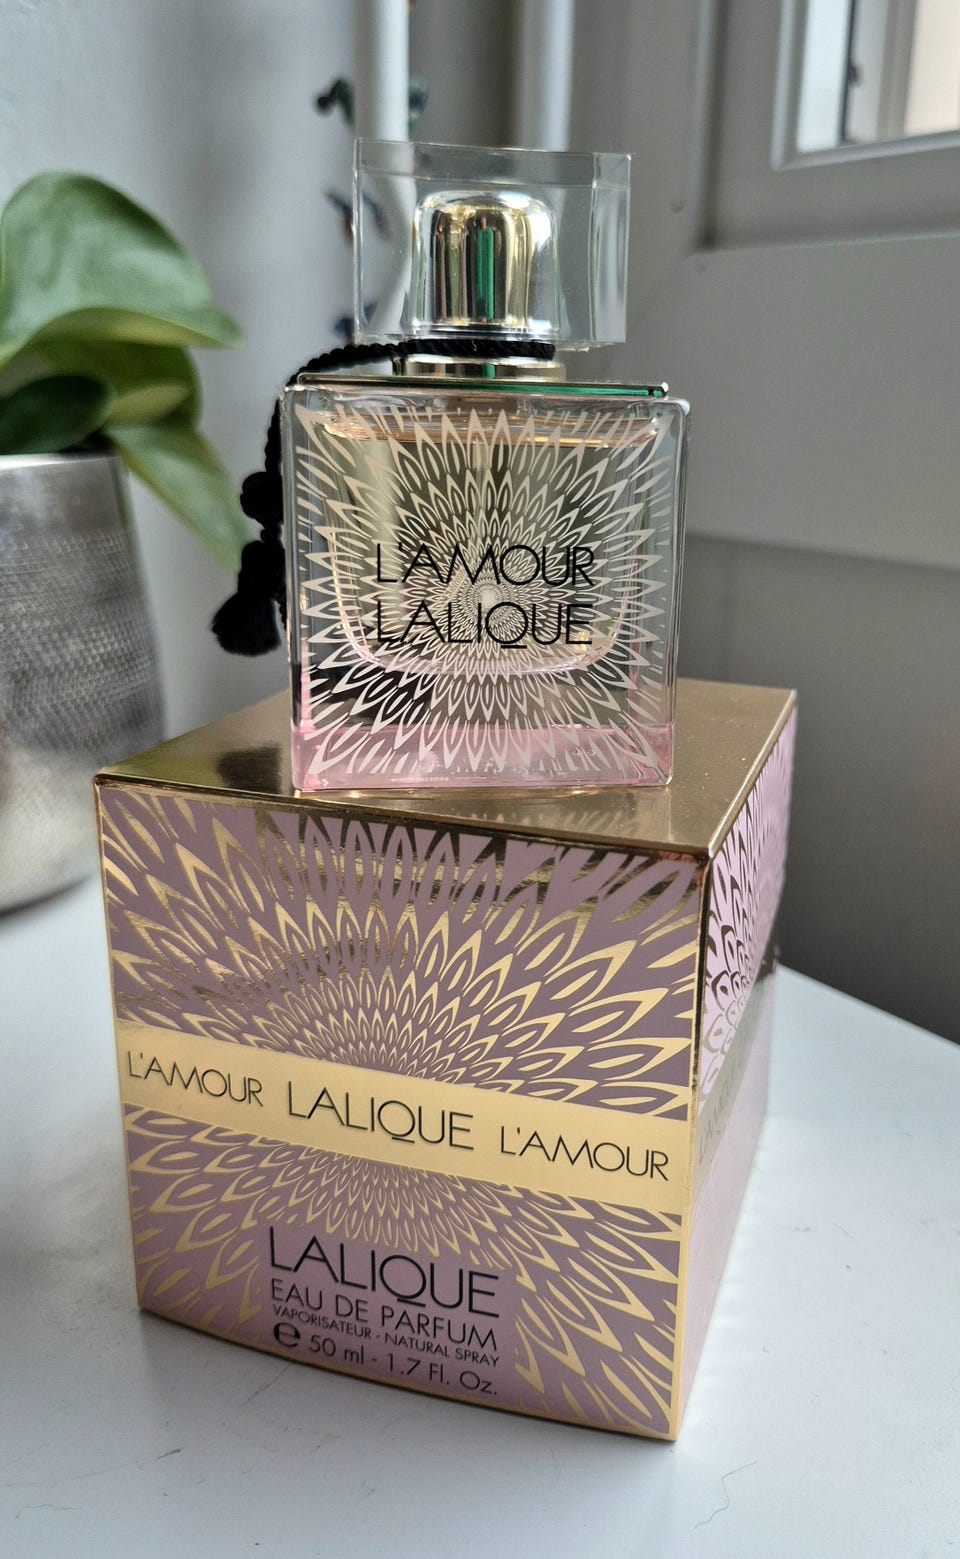 L'AMOUR
LALIQUE
L'AMOUR LALIQUE L'AMOUR
LALIQUE
EAU DE PARFUM
VAPORISATEUR - NATURAL SPRAY
℮ 50 ml - 1.7 Fl. Oz.